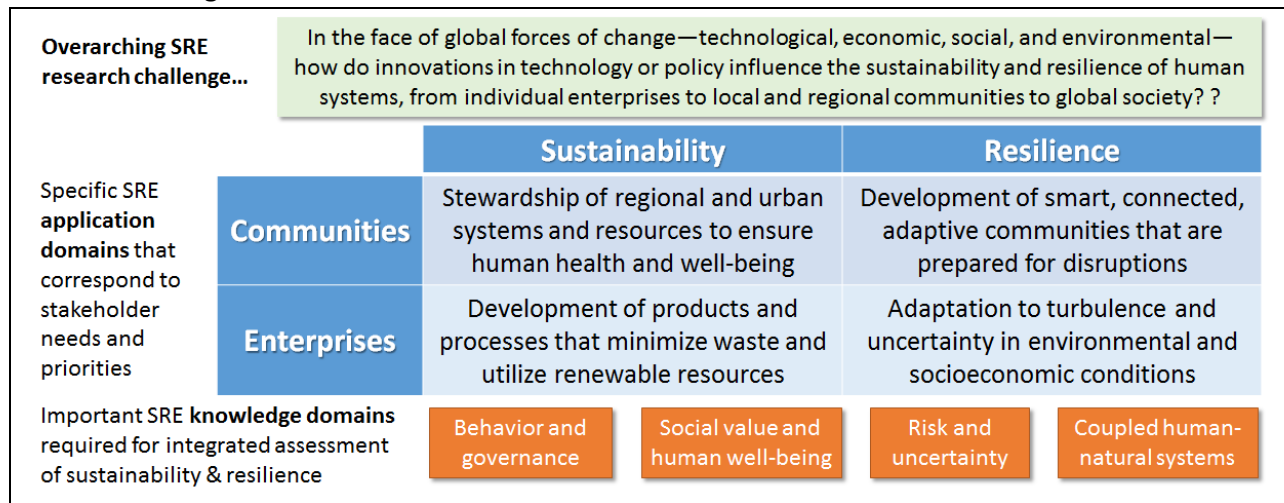 Overarching SRE
research challenge…
In the face of global forces of change—technological, economic, social, and environmental—
how do innovations in technology or policy influence the sustainability and resilience of human
systems, from individual enterprises to local and regional communities to global society? ?
Sustainability
Resilience
Specific SRE
application
domains that
correspond to
stakeholder
needs and
priorities
Communities
Stewardship of regional and urban
systems and resources to ensure
human health and well-being
Development of smart, connected,
adaptive communities that are
prepared for disruptions
Enterprises
Development of products and
processes that minimize waste and
utilize renewable resources
Adaptation to turbulence and
uncertainty in environmental and
socioeconomic conditions
Important SRE knowledge domains
required for integrated assessment
of sustainability & resilience
Behavior and
governance
Social value and
human well-being
Risk and
uncertainty
Coupled human-
natural systems